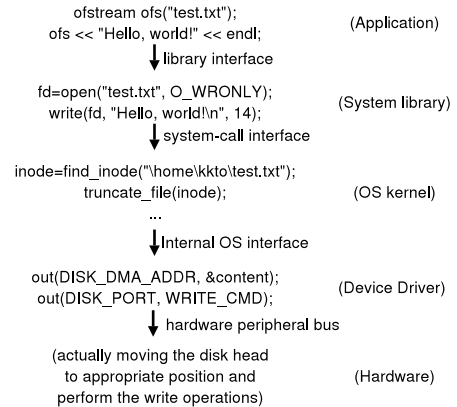 ofstream ofs("test.txt");
ofs << "Hello, world!" << endl;
(Application)
library interface
fd=open("test.txt", O_WRONLY);
write(fd, "Hello, world!\n", 14);
(System library)
system-call interface
inode=find_inode("\home\kkto\test.txt");
truncate_file(inode);
...
(OS kernel)
Internal OS interface
out(DISK_DMA_ADDR, &content);
out(DISK_PORT, WRITE_CMD);
(Device Driver)
hardware peripheral bus
(actually moving the disk head
to appropriate position and
perform the write operations)
(Hardware)